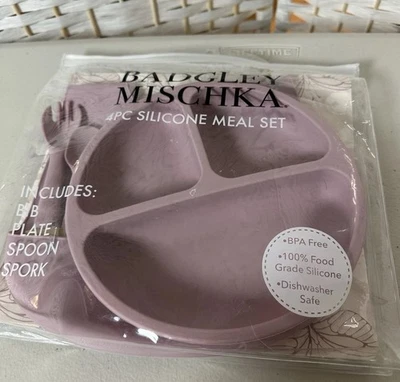 BADGLEY
MISCHKA
4PC SILICONE MEAL SET
INCLUDES:
BIB
PLATE
SPOON
SPORK
•BPA Free
•100% Food
Grade Silicone
•Dishwasher
Safe